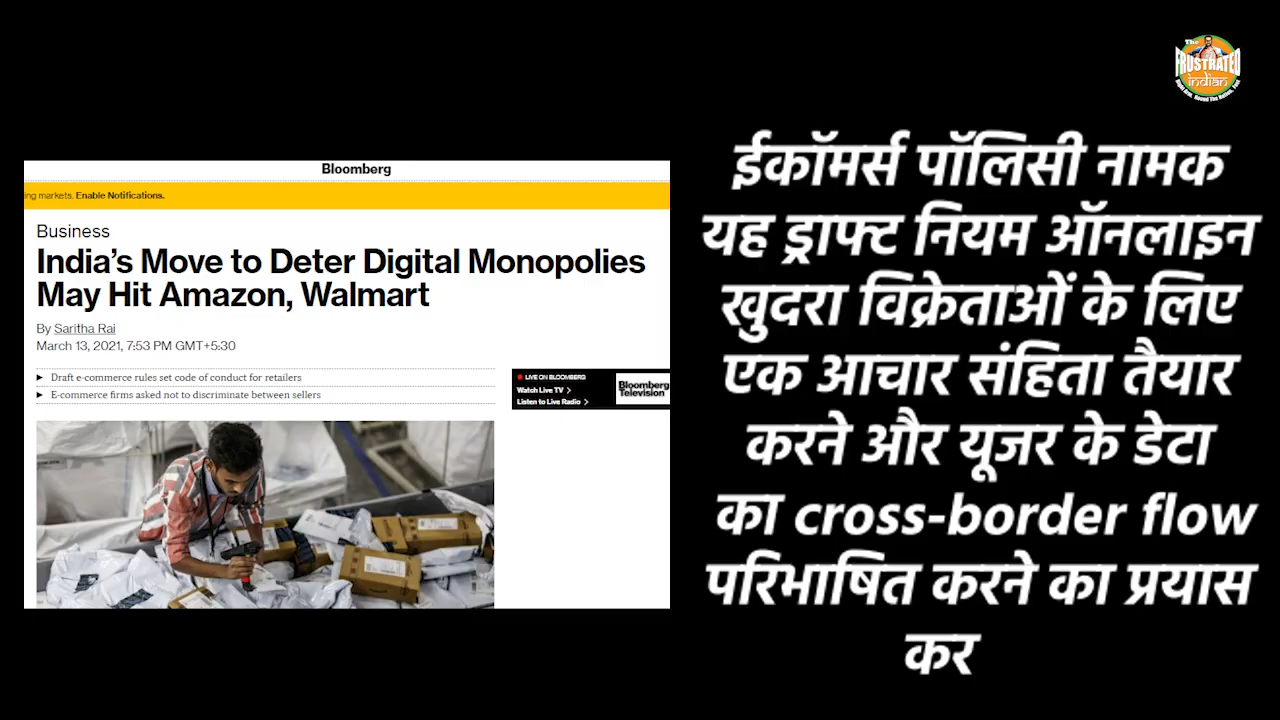 The
FRUSTRATED
indian
Bloomberg
ng markets. Enable Notifications.
Business
India's Move to Deter Digital Monopolies
May Hit Amazon, Walmart
By Saritha Rai
March 13, 2021, 7:53 PM GMT+5:30
▶ Draft e-commerce rules set code of conduct for retailers
▶ E-commerce firms asked not to discriminate between sellers
LIVE ON BLOOMBERG
Watch Live TV >
Listen to Live Radio >
Bloomberg
Television
ईकॉमर्स पॉलिसी नामक
यह ड्राफ्ट नियम ऑनलाइन
खुदरा विक्रेताओं के लिए
एक आचार संहिता तैयार
करने और यूजर के डेटा
का cross-border flow
परिभाषित करने का प्रयास
कर